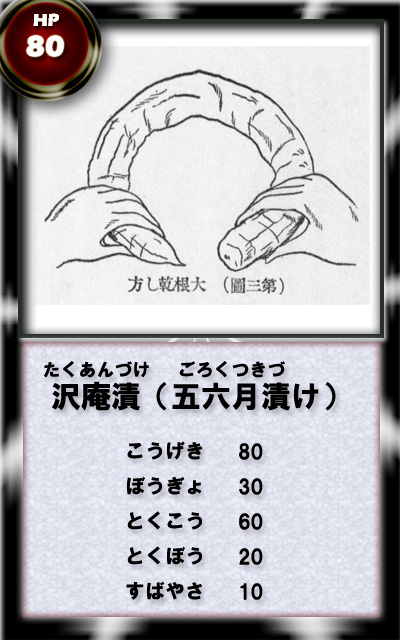 HP
80
方し乾根大 （圖三第）
たくあんづけ　ごろくつきづ
沢庵漬（五六月漬け）
こうげき 80
ぼうぎょ 30
とくこう 60
とくぼう 20
すばやさ 10